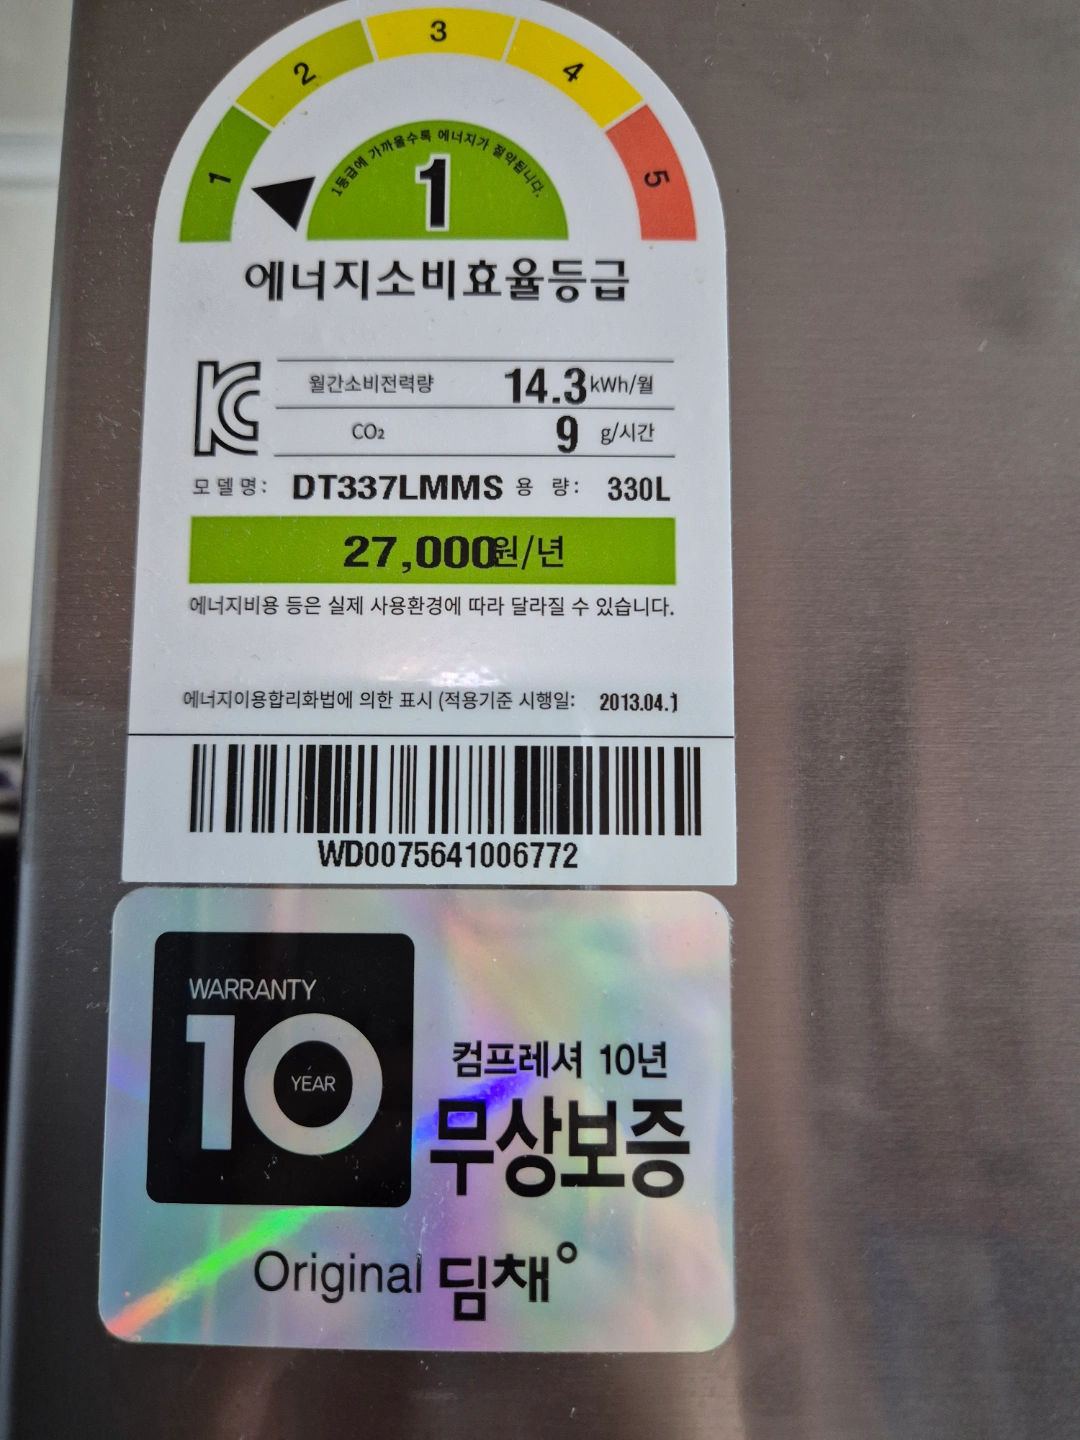 1
2
3
4
5
1등급에 가까울수록 에너지가 절약됩니다.
1
에너지소비효율등급
월간소비전력량 14.3 kWh/월
CO₂ 9 g/시간
모델명: DT337LMMS 용 량: 330L
27,000원/년
에너지비용 등은 실제 사용환경에 따라 달라질 수 있습니다.
에너지이용합리화법에 의한 표시 (적용기준 시행일: 2013.04.1)
WD0075641006772
WARRANTY
10
YEAR
컴프레셔 10년
무상보증
Original 딤채°